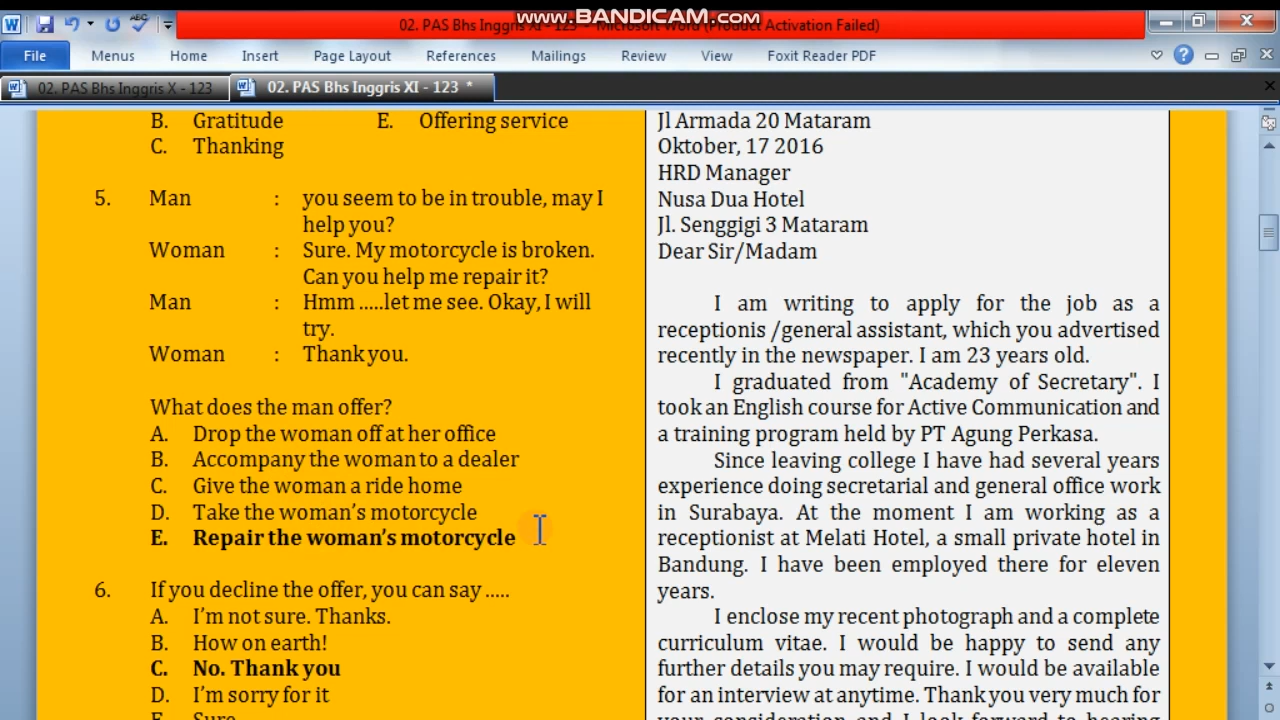 www.BANDICAM.com
02. PAS Bhs Inggris XI - 123 - Microsoft Word (Product Activation Failed)
File Menus Home Insert Page Layout References Mailings Review View Foxit Reader PDF
02. PAS Bhs Inggris X - 123
02. PAS Bhs Inggris XI - 123 *
B. Gratitude E. Offering service
C. Thanking
5. Man : you seem to be in trouble, may I
help you?
Woman : Sure. My motorcycle is broken.
Can you help me repair it?
Man : Hmm .....let me see. Okay, I will
try.
Woman : Thank you.
What does the man offer?
A. Drop the woman off at her office
B. Accompany the woman to a dealer
C. Give the woman a ride home
D. Take the woman’s motorcycle
E. Repair the woman’s motorcycle
6. If you decline the offer, you can say .....
A. I’m not sure. Thanks.
B. How on earth!
C. No. Thank you
D. I’m sorry for it
E. Sure
Jl Armada 20 Mataram
Oktober, 17 2016
HRD Manager
Nusa Dua Hotel
Jl. Senggigi 3 Mataram
Dear Sir/Madam
I am writing to apply for the job as a
receptionis /general assistant, which you advertised
recently in the newspaper. I am 23 years old.
I graduated from "Academy of Secretary". I
took an English course for Active Communication and
a training program held by PT Agung Perkasa.
Since leaving college I have had several years
experience doing secretarial and general office work
in Surabaya. At the moment I am working as a
receptionist at Melati Hotel, a small private hotel in
Bandung. I have been employed there for eleven
years.
I enclose my recent photograph and a complete
curriculum vitae. I would be happy to send any
further details you may require. I would be available
for an interview at anytime. Thank you very much for
your consideration and I look forward to hearing